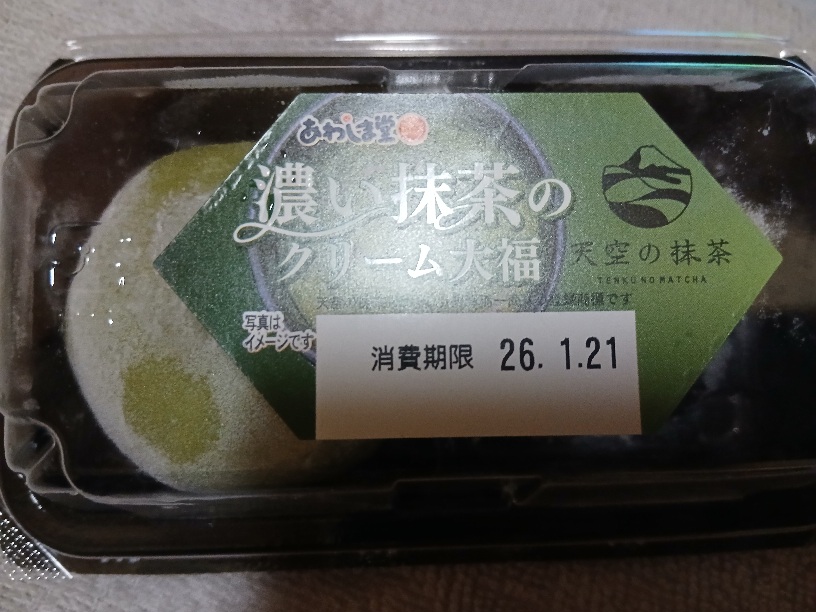 あわしま堂
濃い抹茶の
クリーム大福
天空の抹茶
TENKU NO MATCHA
写真は
イメージです
消費期限 26. 1.21